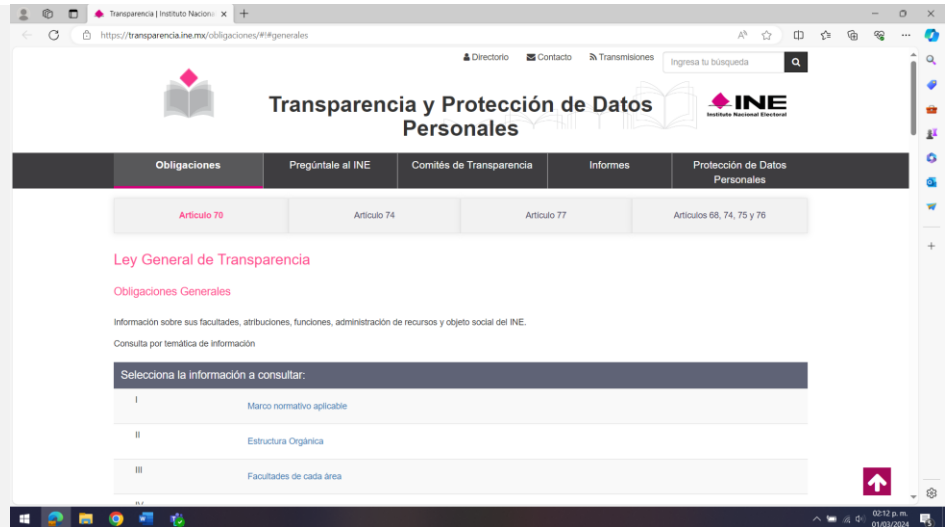 Transparencia | Instituto Naciona
https://transparencia.ine.mx/obligaciones/#!#generales
Directorio Contacto Transmisiones Ingresa tu búsqueda
Transparencia y Protección de Datos
Personales
INE
Instituto Nacional Electoral
Obligaciones Pregúntale al INE Comités de Transparencia Informes Protección de Datos
Personales
Artículo 70 Artículo 74 Artículo 77 Artículos 68, 74, 75 y 76
Ley General de Transparencia
Obligaciones Generales
Información sobre sus facultades, atribuciones, funciones, administración de recursos y objeto social del INE.
Consulta por temática de información
Selecciona la información a consultar:
I Marco normativo aplicable
II Estructura Orgánica
III Facultades de cada área
IV
02:12 p. m.
01/03/2024